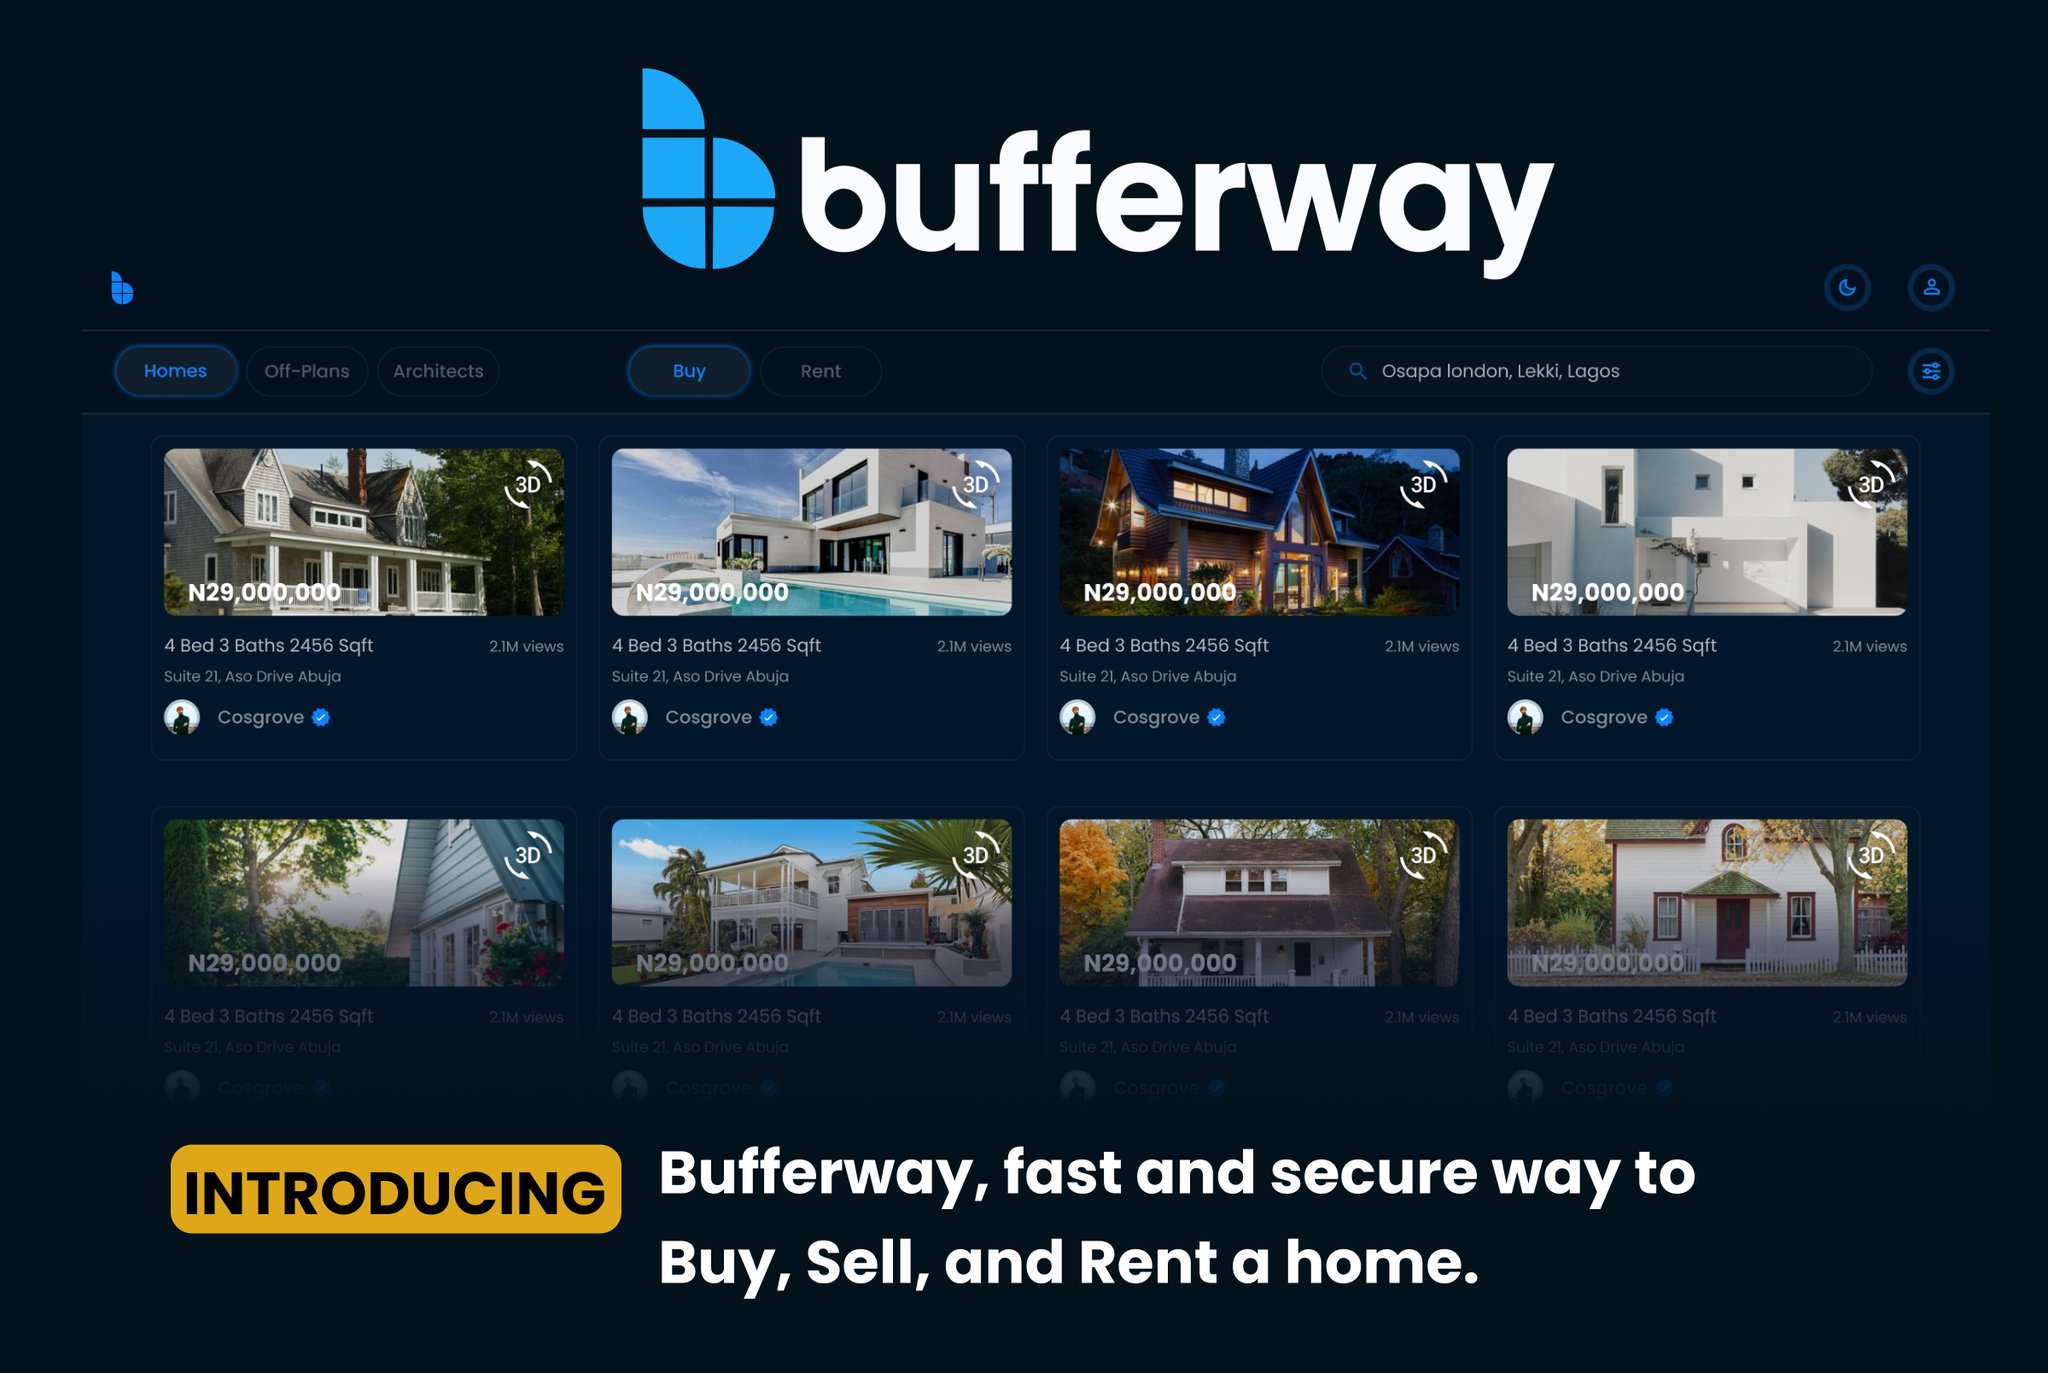 bufferway
Homes Off-Plans Architects Buy Rent Osapa london, Lekki, Lagos
3D 3D 3D 3D
N29,000,000 N29,000,000 N29,000,000 N29,000,000
4 Bed 3 Baths 2456 Sqft 2.1M views 4 Bed 3 Baths 2456 Sqft 2.1M views 4 Bed 3 Baths 2456 Sqft 2.1M views 4 Bed 3 Baths 2456 Sqft 2.1M views
Suite 21, Aso Drive Abuja Suite 21, Aso Drive Abuja Suite 21, Aso Drive Abuja Suite 21, Aso Drive Abuja
Cosgrove Cosgrove Cosgrove Cosgrove
3D 3D 3D 3D
N29,000,000 N29,000,000 N29,000,000 N29,000,000
4 Bed 3 Baths 2456 Sqft 2.1M views 4 Bed 3 Baths 2456 Sqft 2.1M views 4 Bed 3 Baths 2456 Sqft 2.1M views 4 Bed 3 Baths 2456 Sqft 2.1M views
Suite 21, Aso Drive Abuja Suite 21, Aso Drive Abuja Suite 21, Aso Drive Abuja Suite 21, Aso Drive Abuja
Cosgrove Cosgrove Cosgrove Cosgrove
INTRODUCING Bufferway, fast and secure way to
Buy, Sell, and Rent a home.